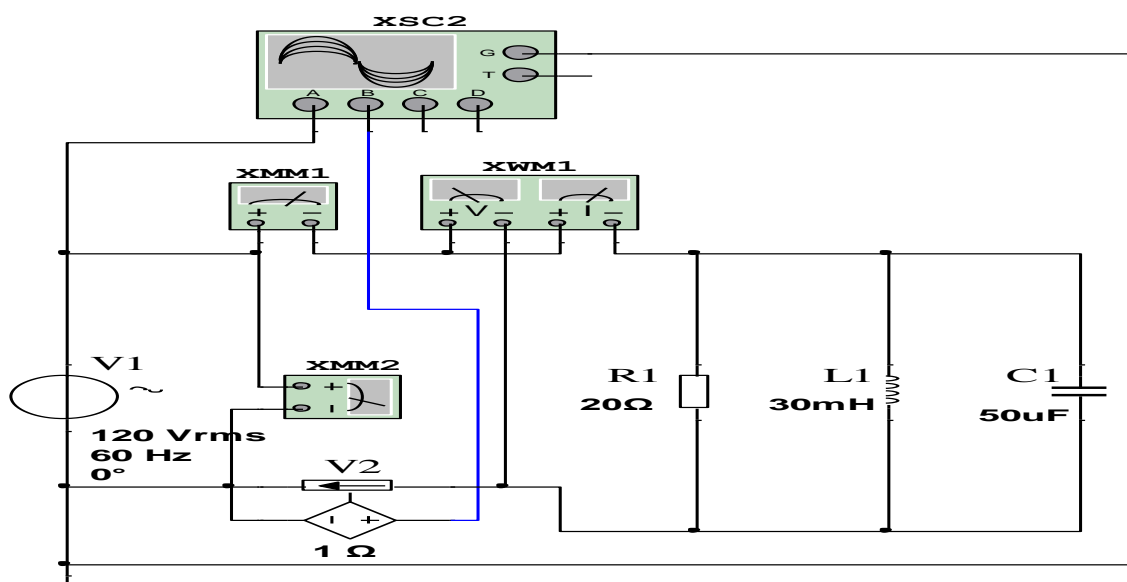 XSC2
G
T
A B C D
XMM1
XWM1
+ − + V − + I −
XMM2
+
−
V1
120 Vrms
60 Hz
0°
R1
20Ω
L1
30mH
C1
50uF
V2
− +
1 Ω